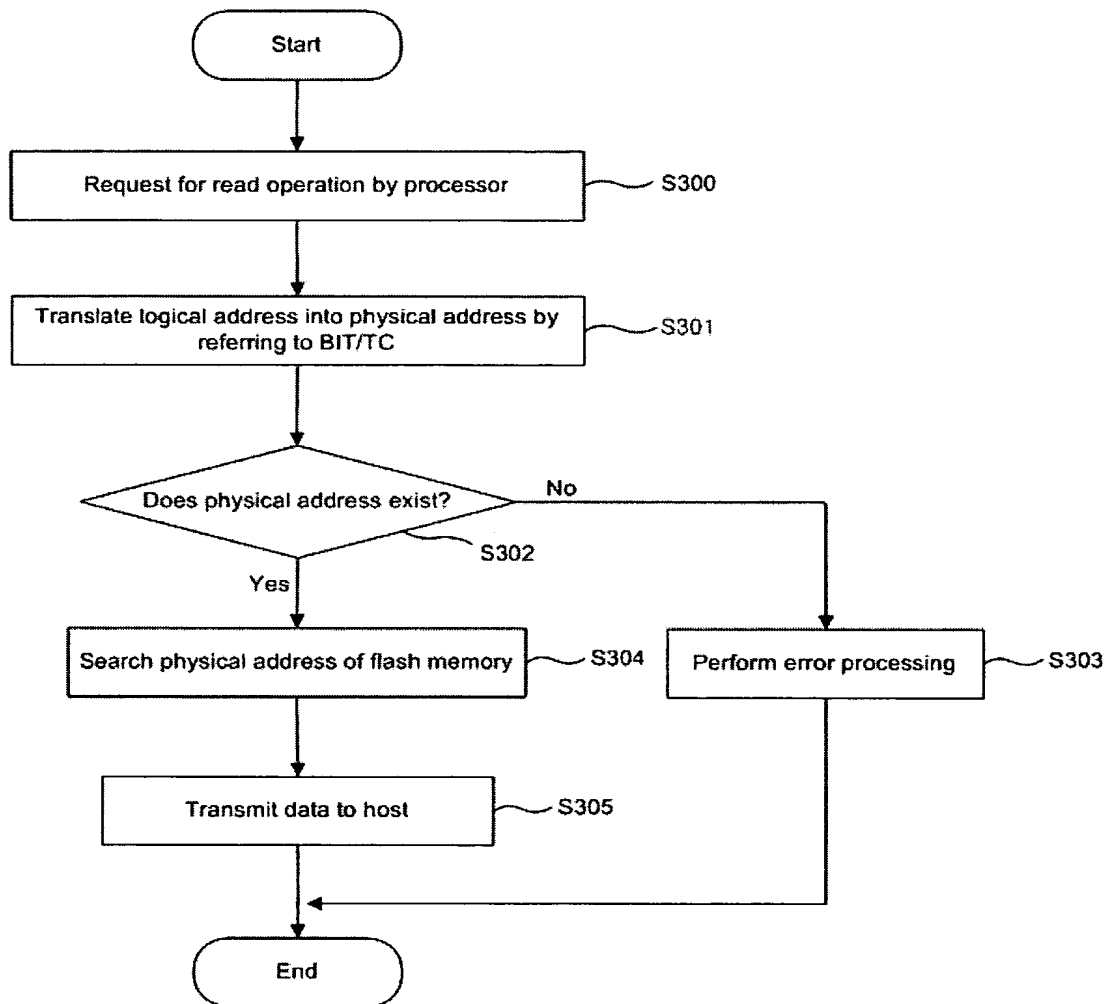 Start
Request for read operation by processor
S300
Translate logical address into physical address by
referring to BIT/TC
S301
Does physical address exist?
No
S302
Yes
Search physical address of flash memory
S304
Perform error processing
S303
Transmit data to host
S305
End